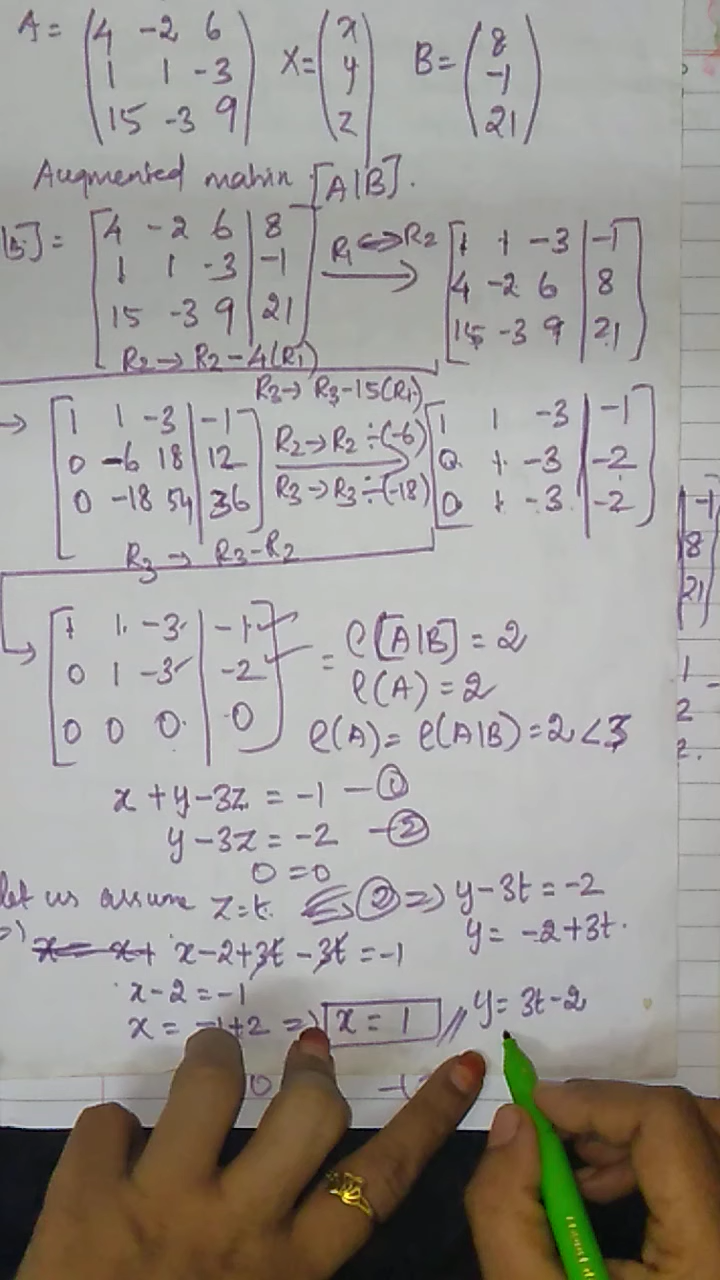 A = (4 -2 6 X = (x B = (8
1 1 -3 y -1
15 -3 9) z) 21)
Augmented matrix [A|B].
B] = [4 -2 6 | 8 R1 ⇔ R2 [1 1 -3 | -1
1 1 -3 | -1 → 4 -2 6 | 8
15 -3 9 | 21] 15 -3 9 | 21]
R2 → R2 - 4(R1)
R3 → R3 - 15(R1)
→ [1 1 -3 | -1 R2 → R2 ÷ (-6) [1 1 -3 | -1
0 -6 18 | 12 → 0 1 -3 | -2
0 -18 54 | 36] R3 → R3 ÷ (-18) 0 1 -3 | -2]
R3 → R3 - R2
→ [1 1 -3 | -1 = ρ[A|B] = 2
0 1 -3 | -2 ρ(A) = 2
0 0 0 | 0] ρ(A) = ρ(A|B) = 2 < 3
x + y - 3z = -1 — ①
y - 3z = -2 — ②
0 = 0
let us assume z = t. ② ⇒ y - 3t = -2
y = -2 + 3t.
x = x + x - 2 + 3t - 3t = -1
x - 2 = -1
x = -1 + 2 ⇒ x = 1 // y = 3t - 2
-1
8
21
1
2
2.